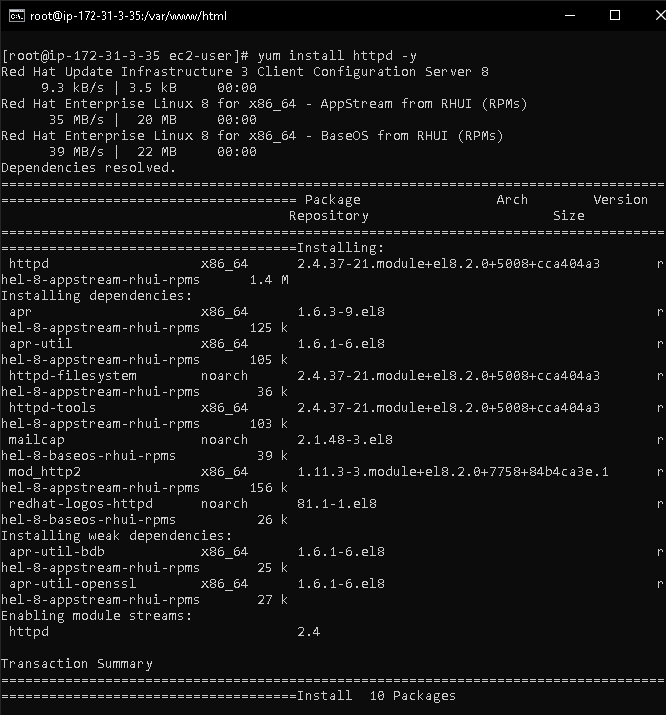 root@ip-172-31-3-35:/var/www/html
[root@ip-172-31-3-35 ec2-user]# yum install httpd -y
Red Hat Update Infrastructure 3 Client Configuration Server 8
     9.3 kB/s | 3.5 kB     00:00
Red Hat Enterprise Linux 8 for x86_64 - AppStream from RHUI (RPMs)
      35 MB/s |  20 MB     00:00
Red Hat Enterprise Linux 8 for x86_64 - BaseOS from RHUI (RPMs)
      39 MB/s |  22 MB     00:00
Dependencies resolved.
===================================================================================
===================================== Package                 Arch        Version
                                    Repository                       Size
===================================================================================
=====================================Installing:
 httpd                   x86_64      2.4.37-21.module+el8.2.0+5008+cca404a3       r
hel-8-appstream-rhui-rpms      1.4 M
Installing dependencies:
 apr                     x86_64      1.6.3-9.el8                                  r
hel-8-appstream-rhui-rpms      125 k
 apr-util                x86_64      1.6.1-6.el8                                  r
hel-8-appstream-rhui-rpms      105 k
 httpd-filesystem        noarch      2.4.37-21.module+el8.2.0+5008+cca404a3       r
hel-8-appstream-rhui-rpms       36 k
 httpd-tools             x86_64      2.4.37-21.module+el8.2.0+5008+cca404a3       r
hel-8-appstream-rhui-rpms      103 k
 mailcap                 noarch      2.1.48-3.el8                                 r
hel-8-baseos-rhui-rpms          39 k
 mod_http2               x86_64      1.11.3-3.module+el8.2.0+7758+84b4ca3e.1      r
hel-8-appstream-rhui-rpms      156 k
 redhat-logos-httpd      noarch      81.1-1.el8                                   r
hel-8-baseos-rhui-rpms          26 k
Installing weak dependencies:
 apr-util-bdb            x86_64      1.6.1-6.el8                                  r
hel-8-appstream-rhui-rpms       25 k
 apr-util-openssl        x86_64      1.6.1-6.el8                                  r
hel-8-appstream-rhui-rpms       27 k
Enabling module streams:
 httpd                               2.4
Transaction Summary
===================================================================================
=====================================Install  10 Packages